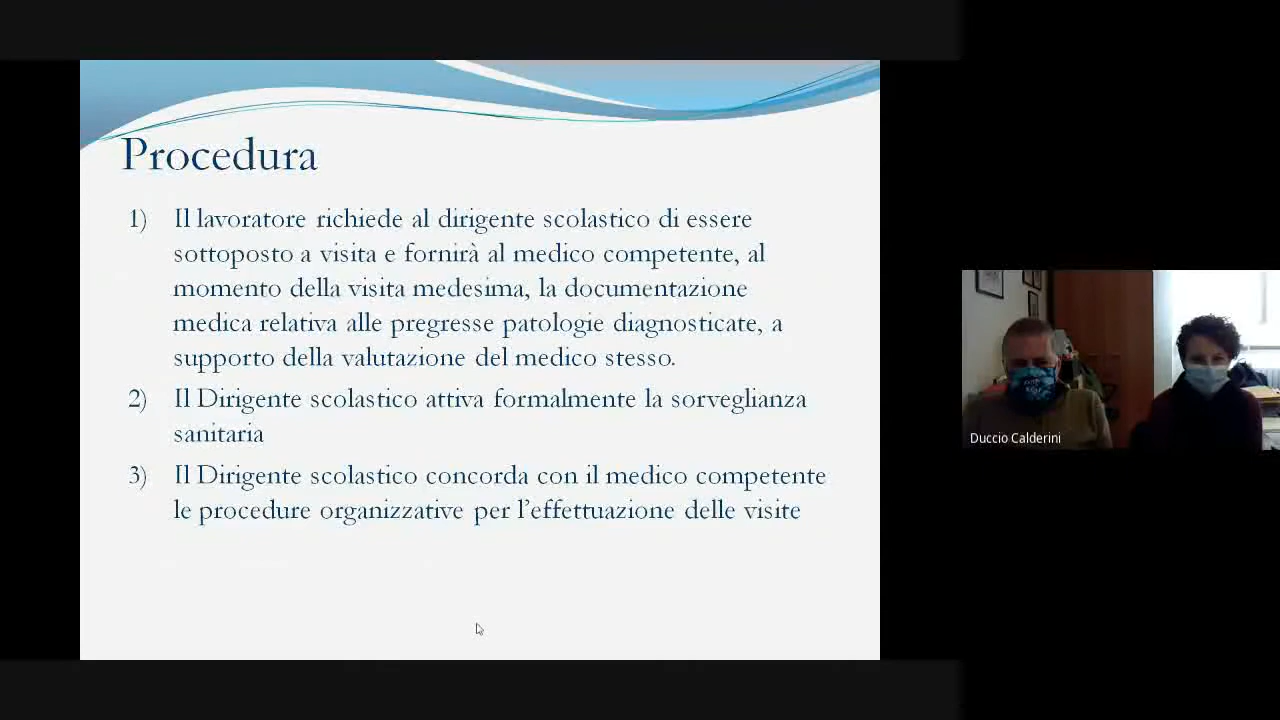 Procedura
1) Il lavoratore richiede al dirigente scolastico di essere
sottoposto a visita e fornirà al medico competente, al
momento della visita medesima, la documentazione
medica relativa alle pregresse patologie diagnosticate, a
supporto della valutazione del medico stesso.
2) Il Dirigente scolastico attiva formalmente la sorveglianza
sanitaria
3) Il Dirigente scolastico concorda con il medico competente
le procedure organizzative per l'effettuazione delle visite
Duccio Calderini